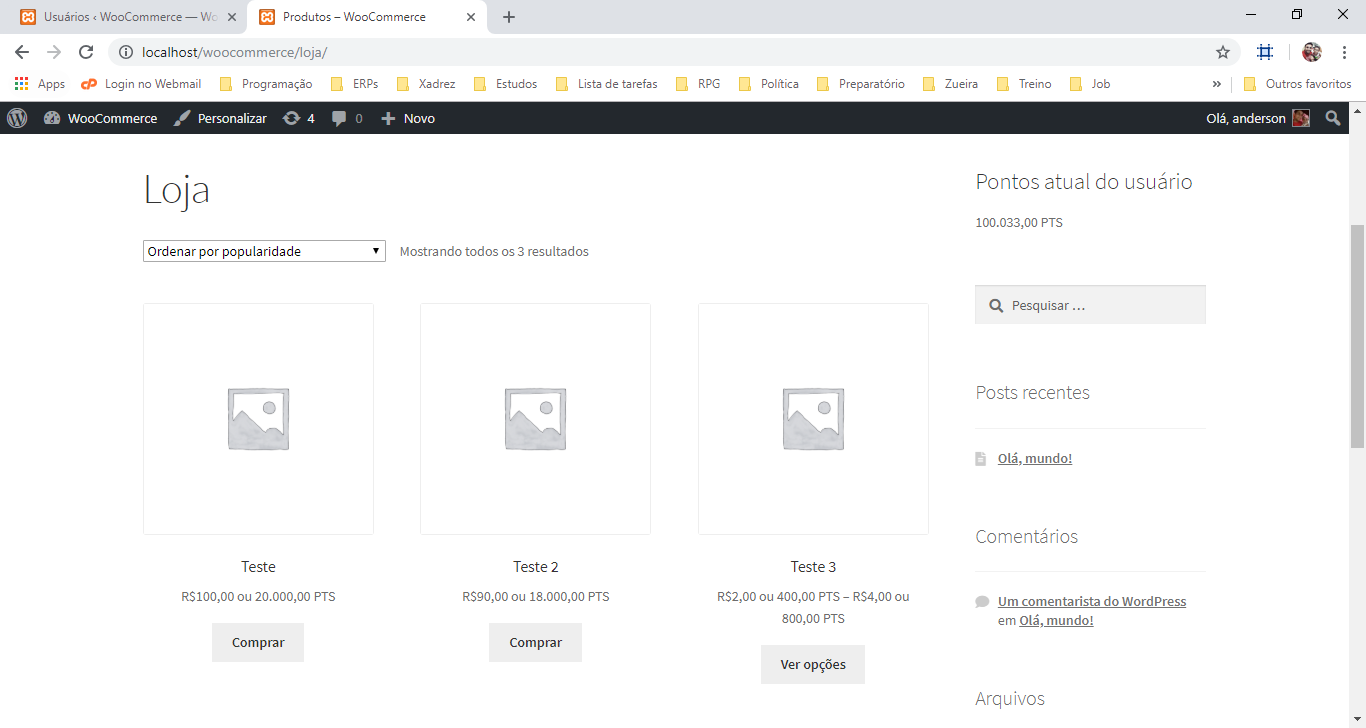 Usuários ‹ WooCommerce — Wo
Produtos – WooCommerce
localhost/woocommerce/loja/
Apps
Login no Webmail
Programação
ERPs
Xadrez
Estudos
Lista de tarefas
RPG
Política
Preparatório
Zueira
Treino
Job
»
Outros favoritos
WooCommerce
Personalizar
4
0
Novo
Olá, anderson
Loja
Ordenar por popularidade
Mostrando todos os 3 resultados
Teste
R$100,00 ou 20.000,00 PTS
Comprar
Teste 2
R$90,00 ou 18.000,00 PTS
Comprar
Teste 3
R$2,00 ou 400,00 PTS – R$4,00 ou
800,00 PTS
Ver opções
Pontos atual do usuário
100.033,00 PTS
Pesquisar …
Posts recentes
Olá, mundo!
Comentários
Um comentarista do WordPress
em Olá, mundo!
Arquivos